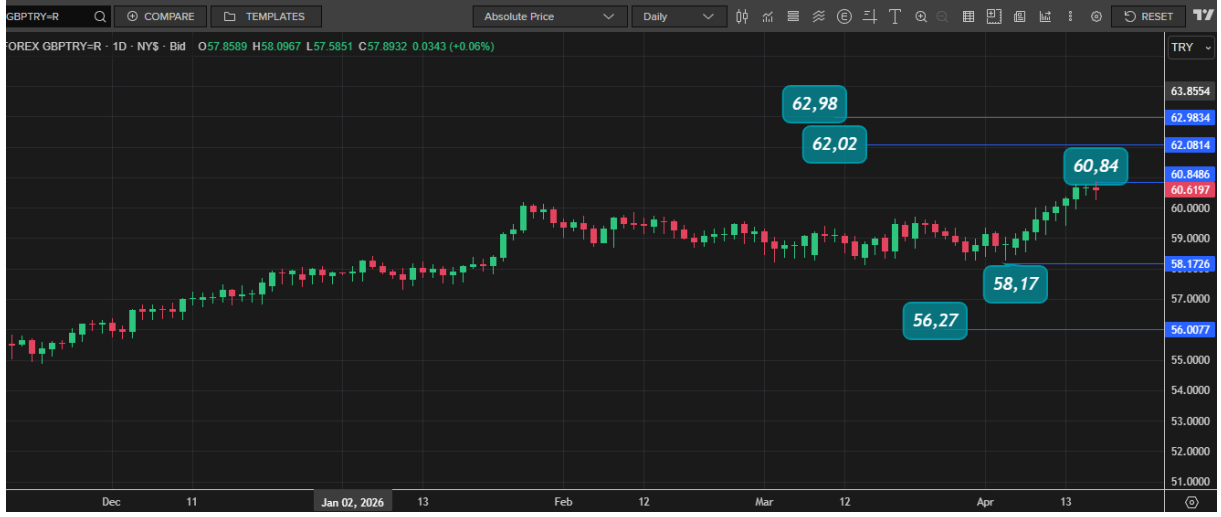 GBPTRY=R
COMPARE
TEMPLATES
Absolute Price
Daily
RESET
FOREX GBPTRY=R · 1D · NY$ · Bid O57.8589 H58.0967 L57.5851 C57.8932 0.0343 (+0.06%)
TRY
63.8554
62,98
62.9834
62,02
62.0814
60,84
60.8486
60.6197
60.0000
59.0000
58.1726
58,17
57.0000
56,27
56.0077
55.0000
54.0000
53.0000
52.0000
51.0000
Dec 11 Jan 02, 2026 13 Feb 12 Mar 12 Apr 13